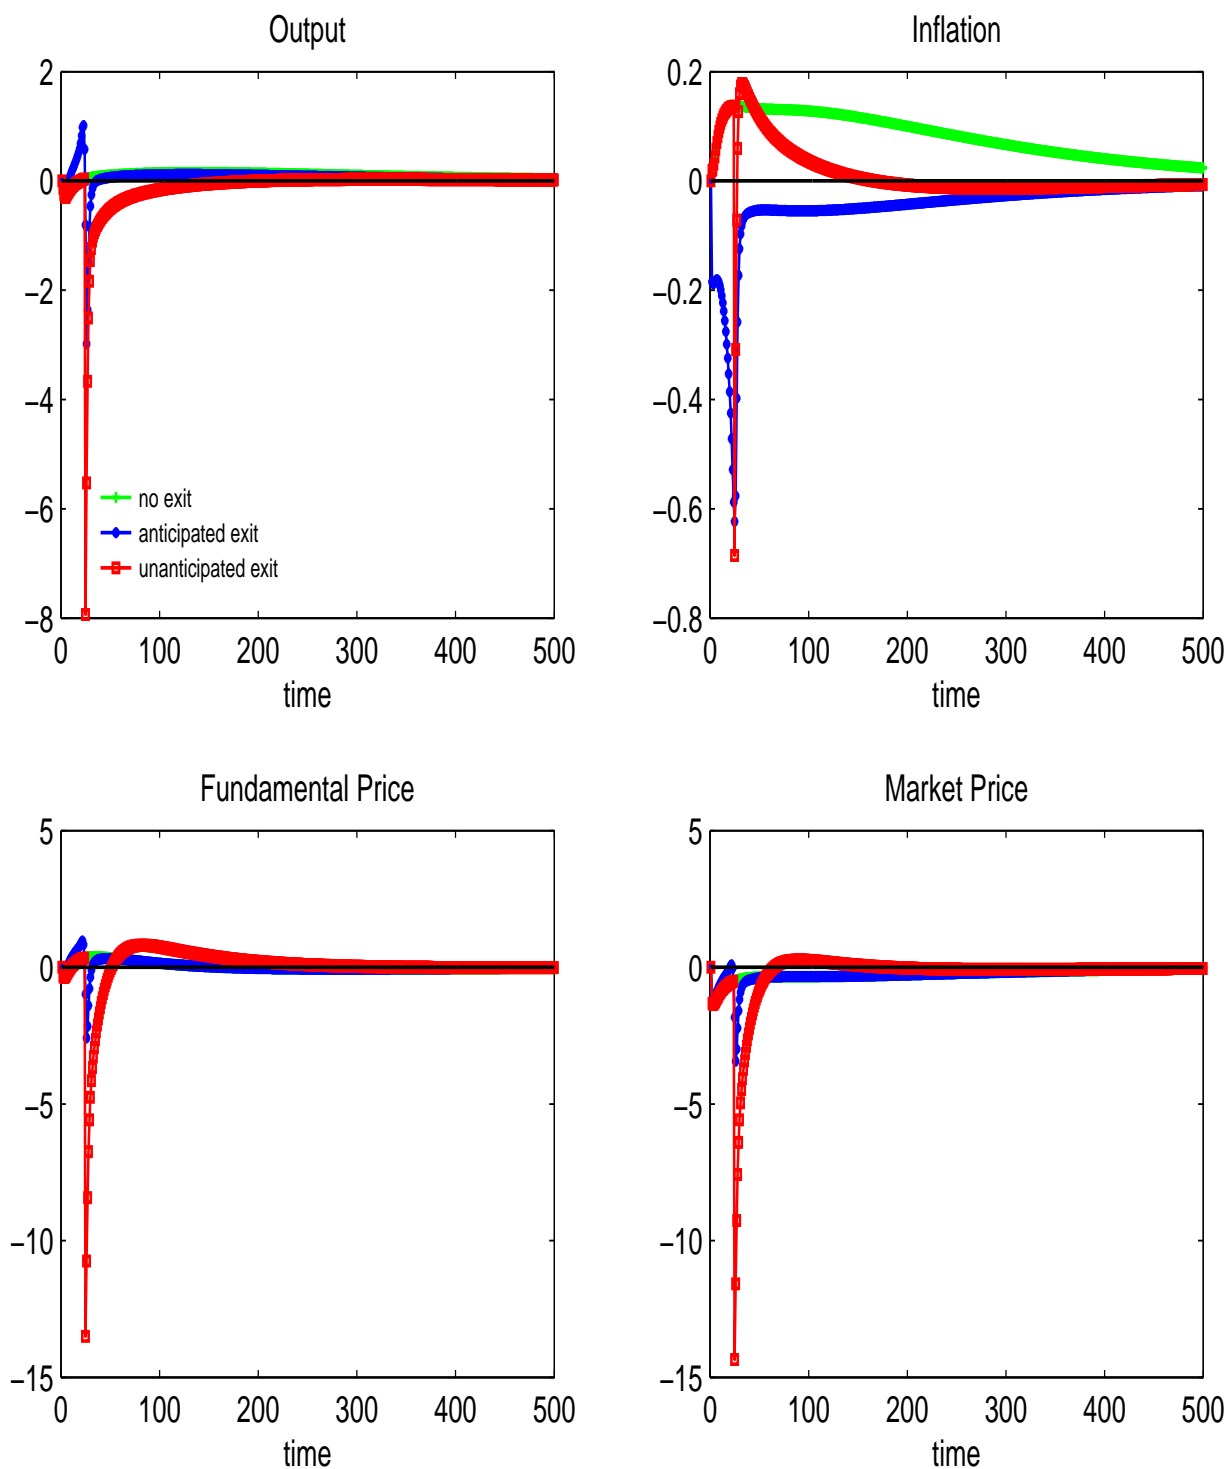 Output
2
0
−2
−4
−6
−8
0 100 200 300 400 500
time
no exit
anticipated exit
unanticipated exit
Inflation
0.2
0
−0.2
−0.4
−0.6
−0.8
0 100 200 300 400 500
time
Fundamental Price
5
0
−5
−10
−15
0 100 200 300 400 500
time
Market Price
5
0
−5
−10
−15
0 100 200 300 400 500
time